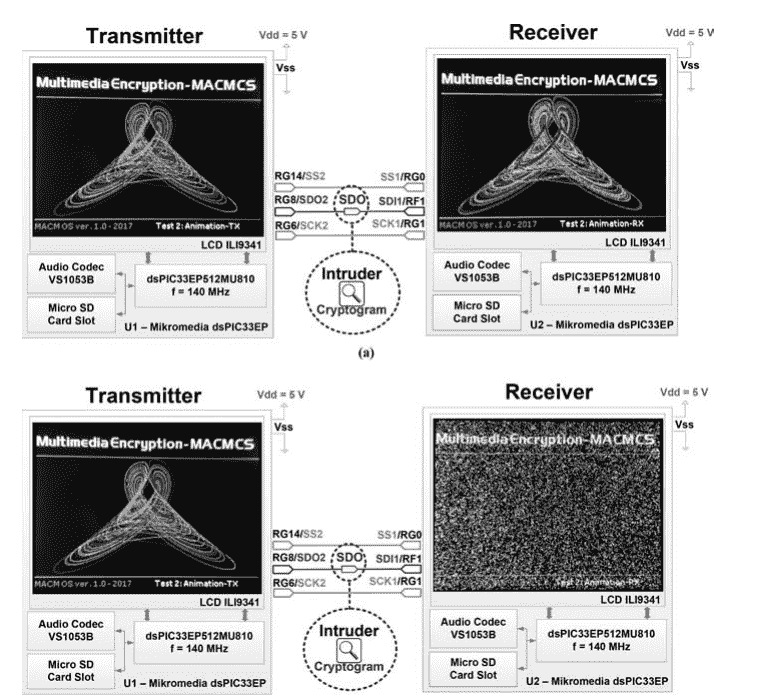 Transmitter
Vdd = 5 V
Receiver
Vdd = 5 V
Vss
Vss
Multimedia Encryption-MACMCS
Multimedia Encryption-MACMCS
RG14/SS2
SS1/RG0
RG8/SDO2
SDO
SDI1/RF1
RG6/SCK2
SCK1/RG1
MACMOS ver. 1.0 - 2017
Test 2: Animation-TX
MACMOS ver. 1.0 - 2017
Test 2: Animation-RX
LCD ILI9341
LCD ILI9341
Audio Codec
VS1053B
dsPIC33EP512MU810
f = 140 MHz
Micro SD
Card Slot
U1 – Mikromedia dsPIC33EP
Intruder
Cryptogram
Audio Codec
VS1053B
dsPIC33EP512MU810
f = 140 MHz
Micro SD
Card Slot
U2 – Mikromedia dsPIC33EP
(a)
Transmitter
Vdd = 5 V
Receiver
Vdd = 5 V
Vss
Vss
Multimedia Encryption-MACMCS
Multimedia Encryption-MACMCS
RG14/SS2
SS1/RG0
RG8/SDO2
SDO
SDI1/RF1
RG6/SCK2
SCK1/RG1
MACMOS ver. 1.0 - 2017
Test 2: Animation-TX
Test 2: Animation-RX
LCD ILI9341
LCD ILI9341
Audio Codec
VS1053B
dsPIC33EP512MU810
f = 140 MHz
Micro SD
Card Slot
U1 – Mikromedia dsPIC33EP
Intruder
Cryptogram
Audio Codec
VS1053B
dsPIC33EP512MU810
f = 140 MHz
Micro SD
Card Slot
U2 – Mikromedia dsPIC33EP